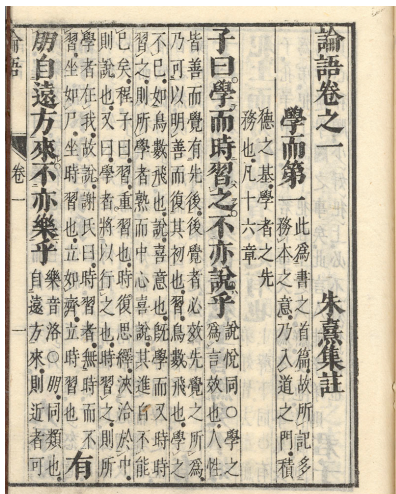 論語卷之一 朱熹集註
學而第一 此爲書之首篇故所記多
務本之意乃入道之門積
德之基學者之先
務也凡十六章
子曰學而時習之不亦說乎 說悅同○學之
爲言效也人性
皆善而覺有先後後覺者必效先覺之所爲
乃可以明善而復其初也習鳥數飛也學之
不已如鳥數飛也說喜意也旣學而又時時
習之則所學者熟而中心喜說其進自不能
已矣程子曰習重習也時復思繹浹洽於中
則說也又曰學者將以行之也時習之則所
學者在我故說謝氏曰時習者無時而不
習坐如尸坐時習也立如齊立時習也 有
朋自遠方來不亦樂乎 樂音洛○朋同類也
自遠方來則近者可
論語 卷一 一